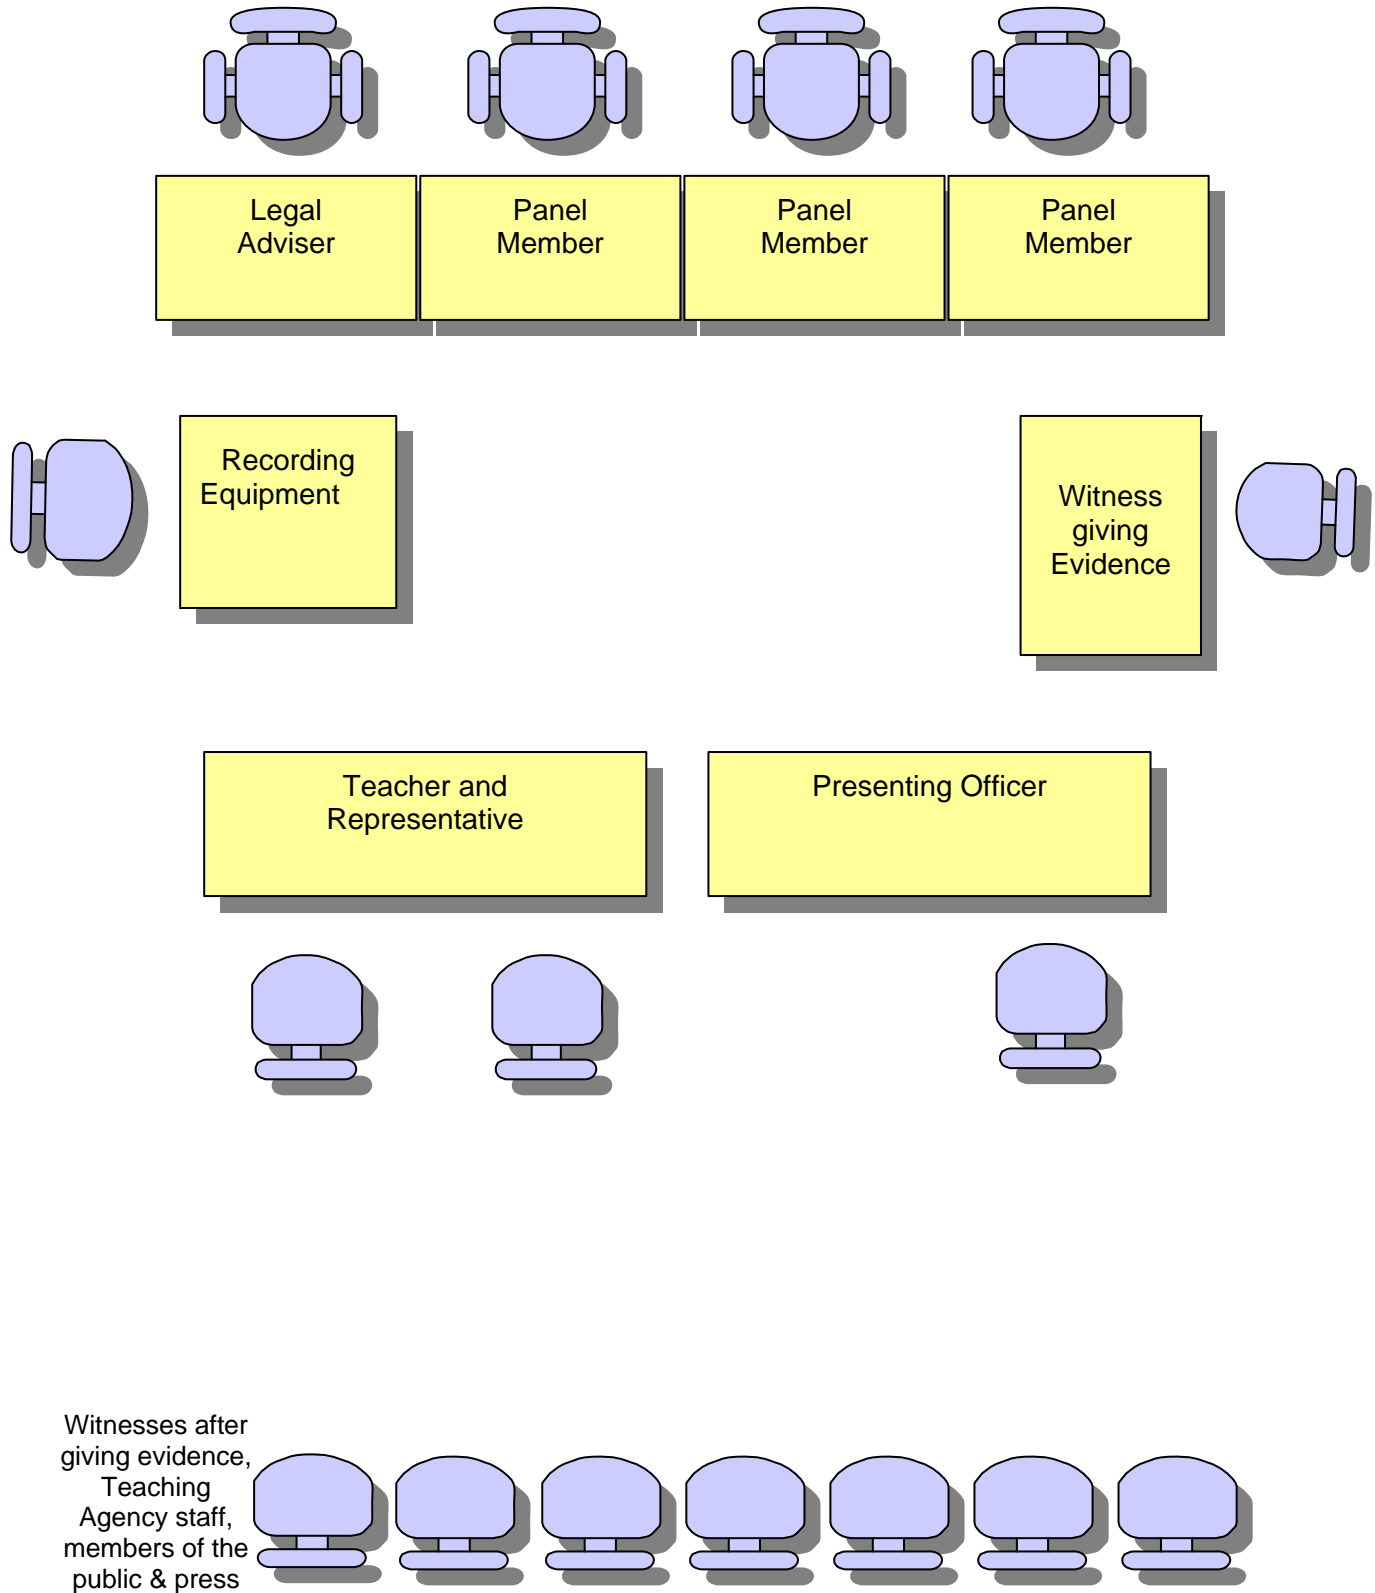 Legal
Adviser
Panel
Member
Panel
Member
Panel
Member
Recording
Equipment
Witness
giving
Evidence
Teacher and
Representative
Presenting Officer
Witnesses after
giving evidence,
Teaching
Agency staff,
members of the
public & press